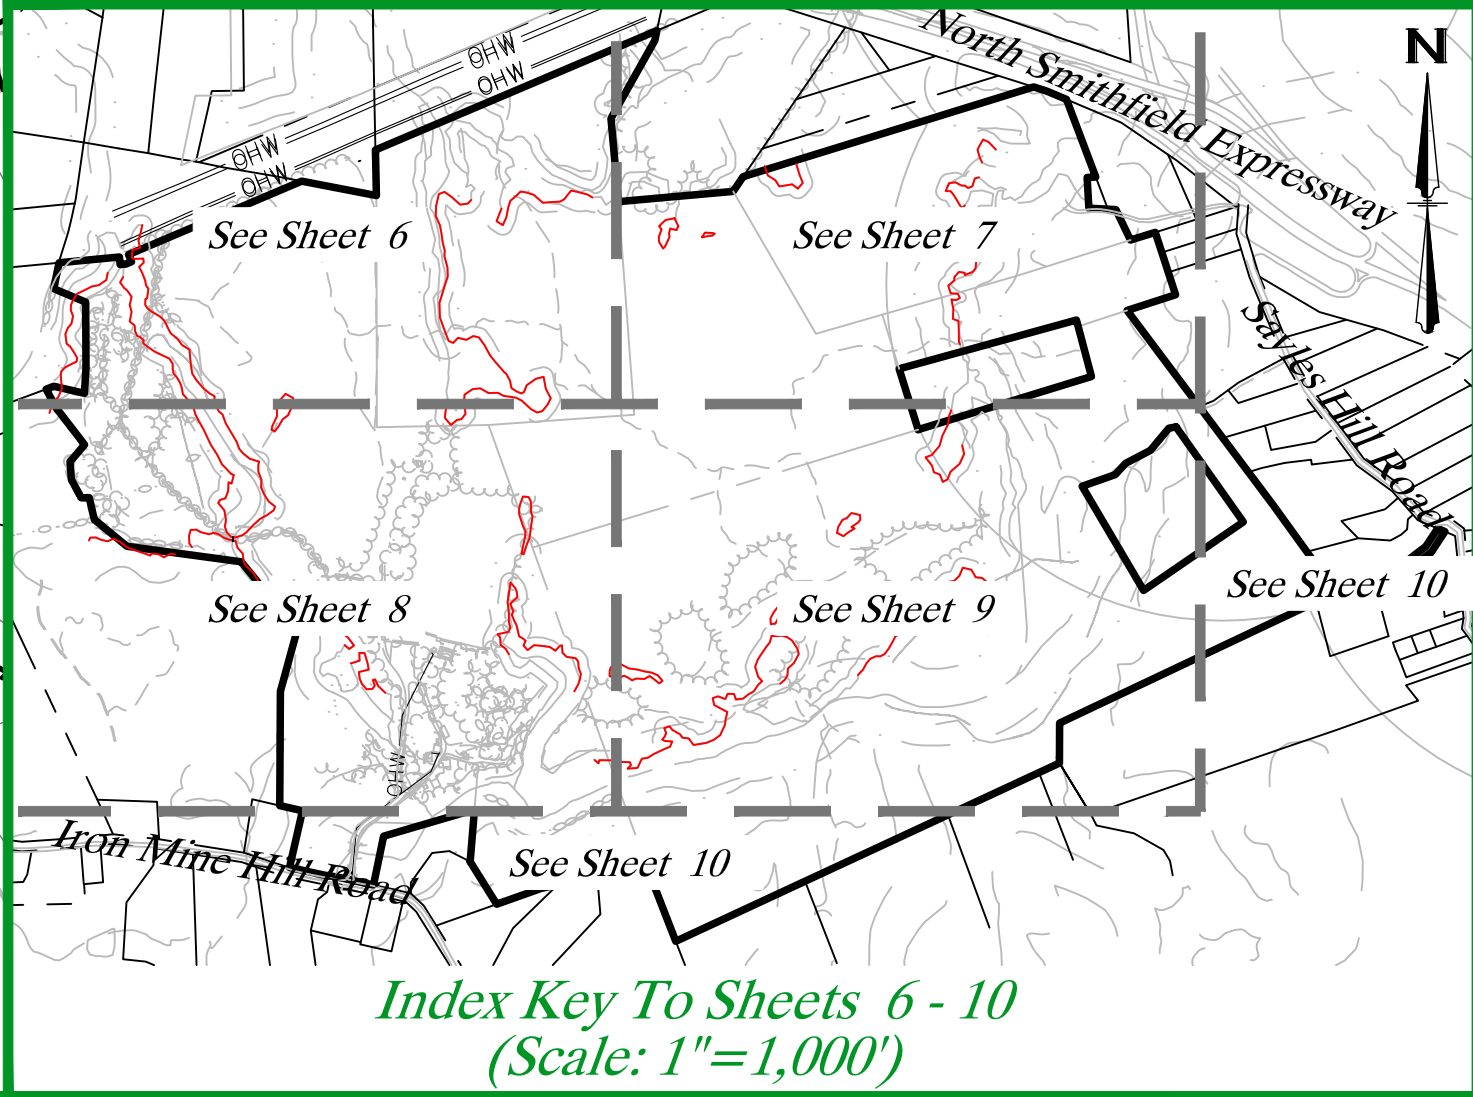 OHW
OHW
North Smithfield Expressway
N
OHW
OHW
See Sheet 6
See Sheet 7
Sayles Hill Road
See Sheet 8
See Sheet 9
See Sheet 10
OHW
Iron Mine Hill Road
See Sheet 10
Index Key To Sheets 6 - 10
(Scale: 1"=1,000')